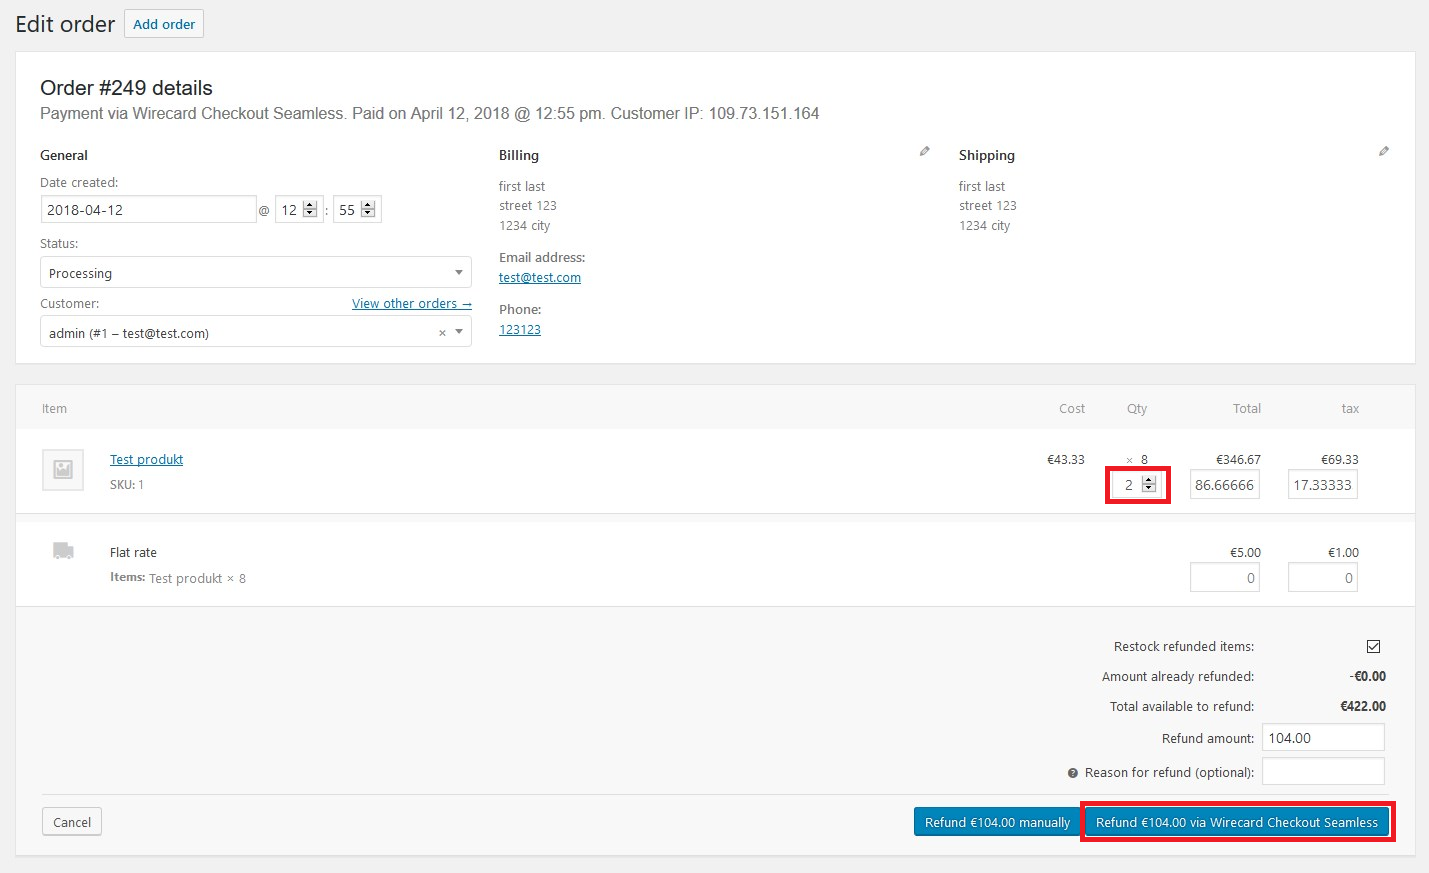 Edit order Add order
Order #249 details
Payment via Wirecard Checkout Seamless. Paid on April 12, 2018 @ 12:55 pm. Customer IP: 109.73.151.164
General
Date created:
2018-04-12 @ 12 : 55
Status:
Processing
Customer: View other orders →
admin (#1 – test@test.com) ×
Billing
first last
street 123
1234 city
Email address:
test@test.com
Phone:
123123
Shipping
first last
street 123
1234 city
Item Cost Qty Total tax
Test produkt €43.33 × 8 €346.67 €69.33
SKU: 1 2 86.66666 17.33333
Flat rate €5.00 €1.00
Items: Test produkt × 8 0 0
Restock refunded items:
Amount already refunded: -€0.00
Total available to refund: €422.00
Refund amount: 104.00
? Reason for refund (optional):
Cancel Refund €104.00 manually Refund €104.00 via Wirecard Checkout Seamless